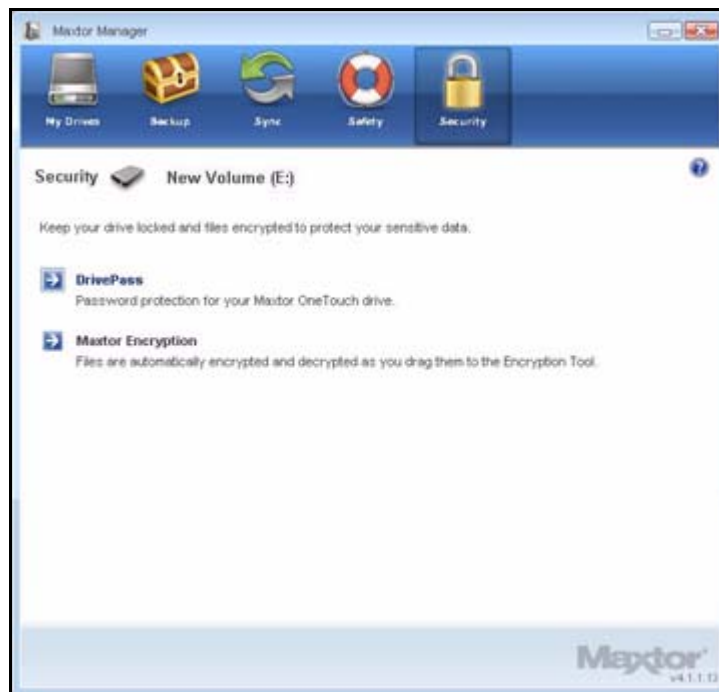 Maxtor Manager
My Drives Backup Sync Safety Security
Security New Volume (E:)
Keep your drive locked and files encrypted to protect your sensitive data.
DrivePass
Password protection for your Maxtor OneTouch drive.
Maxtor Encryption
Files are automatically encrypted and decrypted as you drag them to the Encryption Tool.
Maxtor